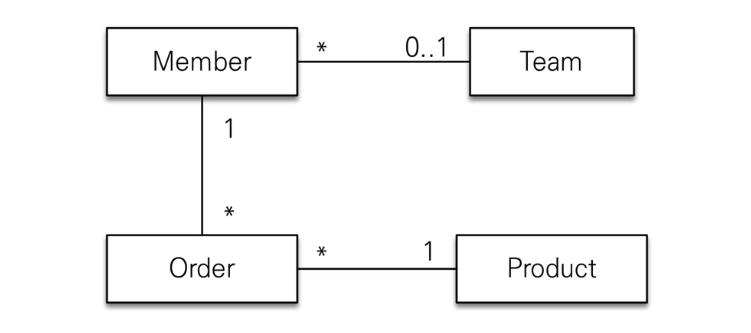 Member * 0..1 Team
1
*
Order * 1 Product